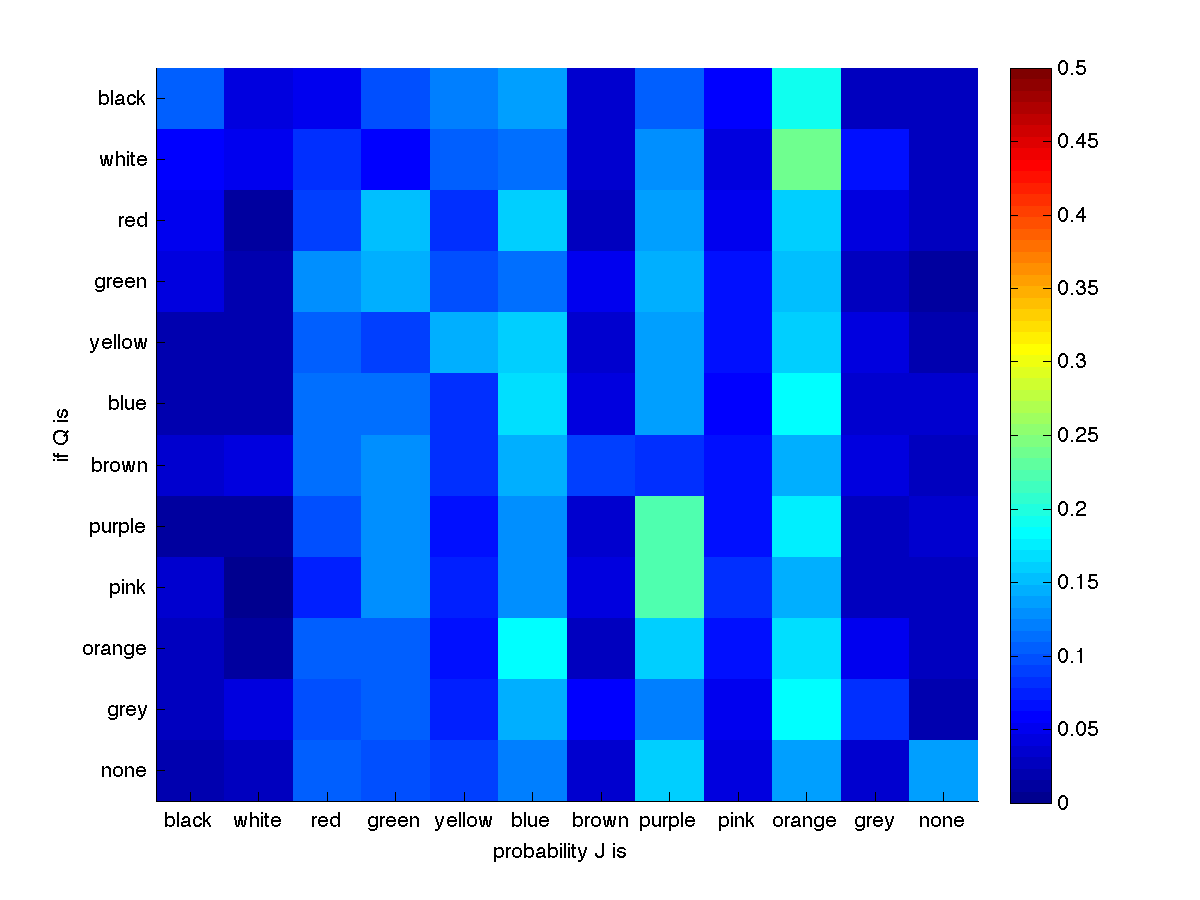 black
white
red
green
yellow
blue
brown
purple
pink
orange
grey
none
if Q is
black white red green yellow blue brown purple pink orange grey none
probability J is
0.5
0.45
0.4
0.35
0.3
0.25
0.2
0.15
0.1
0.05
0